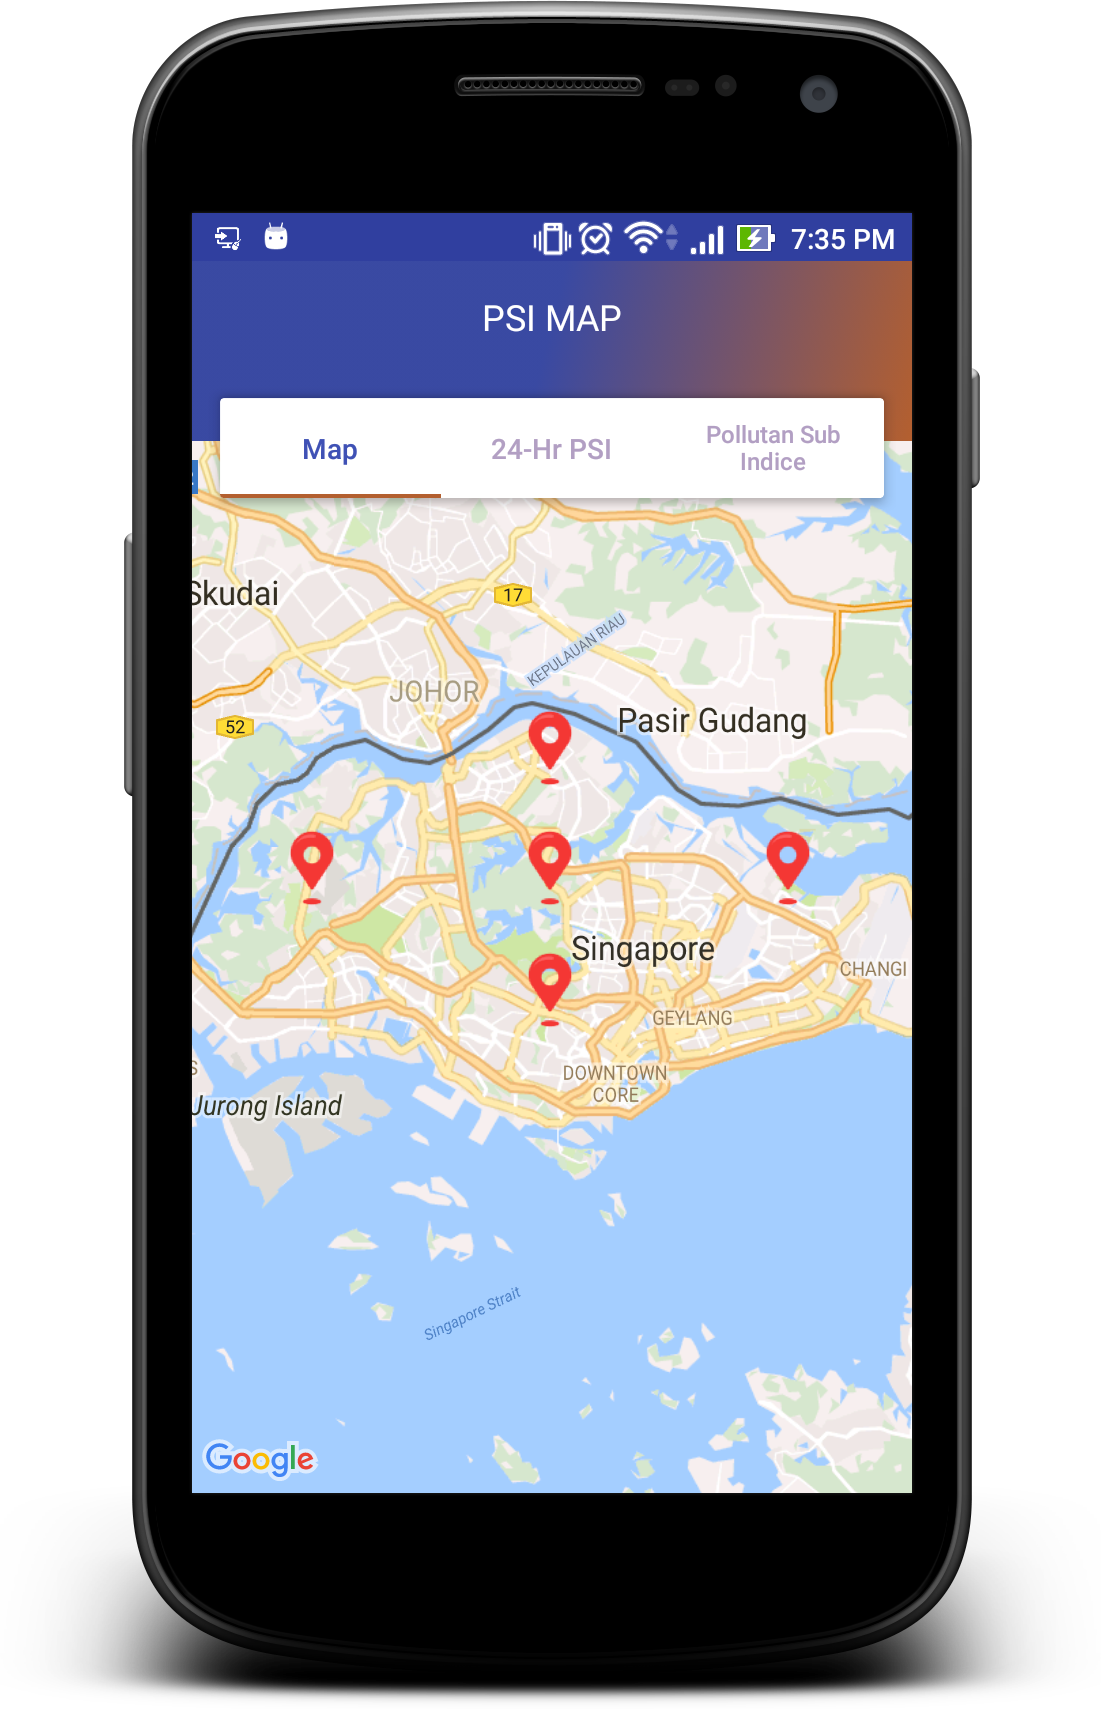 7:35 PM
PSI MAP
Map
24-Hr PSI
Pollutan Sub
Indice
Skudai
17
KEPULAUAN RIAU
JOHOR
Pasir Gudang
52
Singapore
CHANGI
GEYLANG
DOWNTOWN
CORE
S
Jurong Island
Singapore Strait
Google